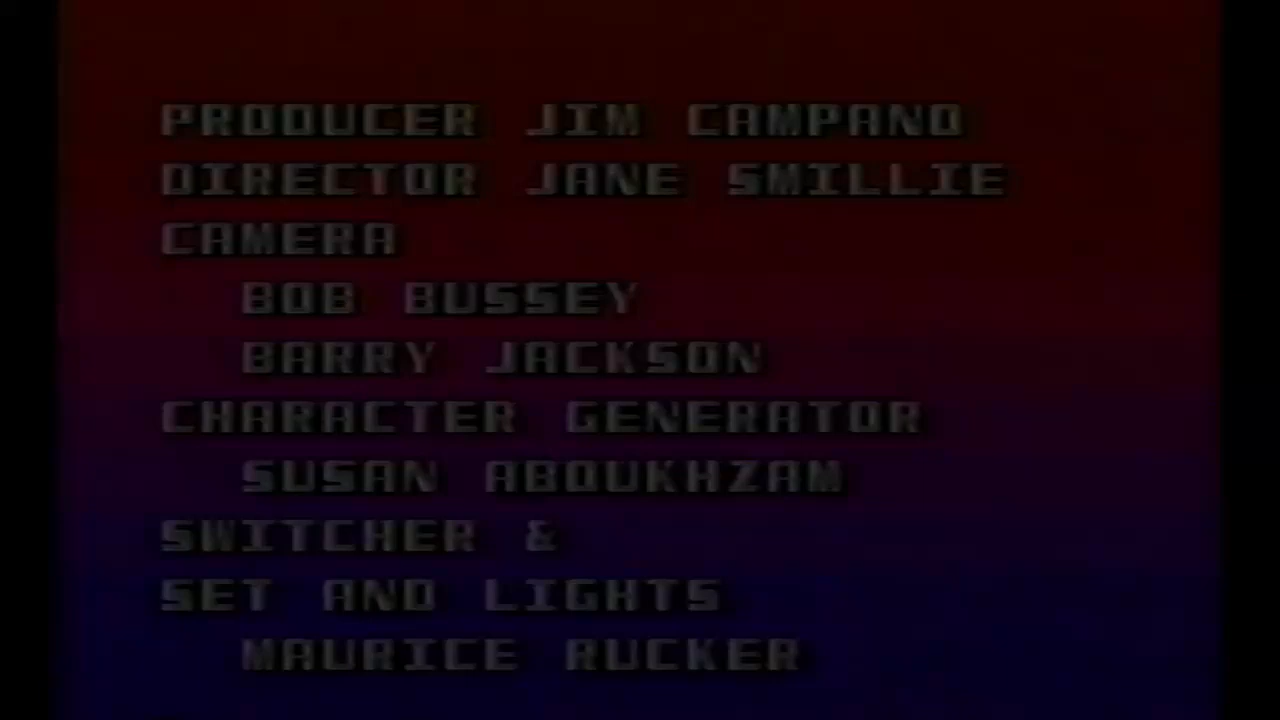 PRODUCER JIM CAMPANO
DIRECTOR JANE SMILLIE
CAMERA
BOB BUSSEY
BARRY JACKSON
CHARACTER GENERATOR
SUSAN ABOUKHZAM
SWITCHER &
SET AND LIGHTS
MAURICE RUCKER